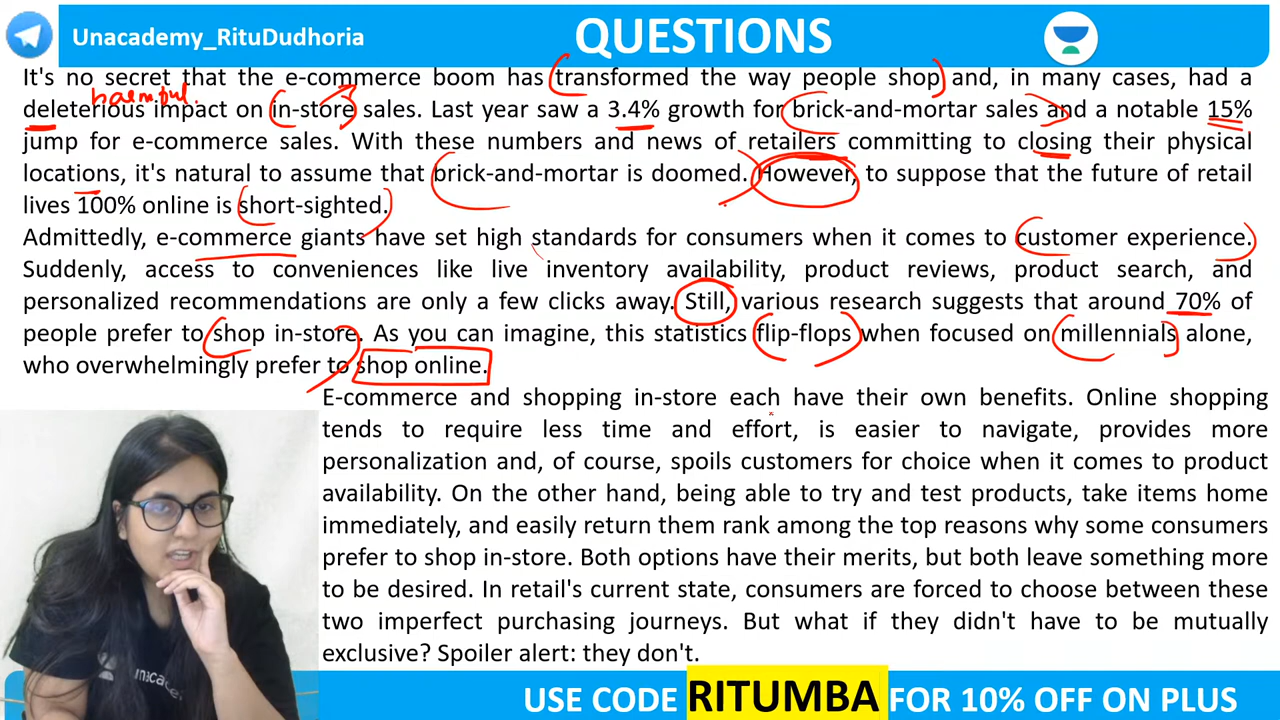 Unacademy_RituDudhoria
QUESTIONS
It's no secret that the e-commerce boom has transformed the way people shop and, in many cases, had a
harmful.
deleterious impact on in-store sales. Last year saw a 3.4% growth for brick-and-mortar sales and a notable 15%
jump for e-commerce sales. With these numbers and news of retailers committing to closing their physical
locations, it's natural to assume that brick-and-mortar is doomed. However, to suppose that the future of retail
lives 100% online is short-sighted.
Admittedly, e-commerce giants have set high standards for consumers when it comes to customer experience.
Suddenly, access to conveniences like live inventory availability, product reviews, product search, and
personalized recommendations are only a few clicks away. Still, various research suggests that around 70% of
people prefer to shop in-store. As you can imagine, this statistics flip-flops when focused on millennials alone,
who overwhelmingly prefer to shop online.
E-commerce and shopping in-store each have their own benefits. Online shopping
tends to require less time and effort, is easier to navigate, provides more
personalization and, of course, spoils customers for choice when it comes to product
availability. On the other hand, being able to try and test products, take items home
immediately, and easily return them rank among the top reasons why some consumers
prefer to shop in-store. Both options have their merits, but both leave something more
to be desired. In retail's current state, consumers are forced to choose between these
two imperfect purchasing journeys. But what if they didn't have to be mutually
exclusive? Spoiler alert: they don't.
USE CODE RITUMBA FOR 10% OFF ON PLUS